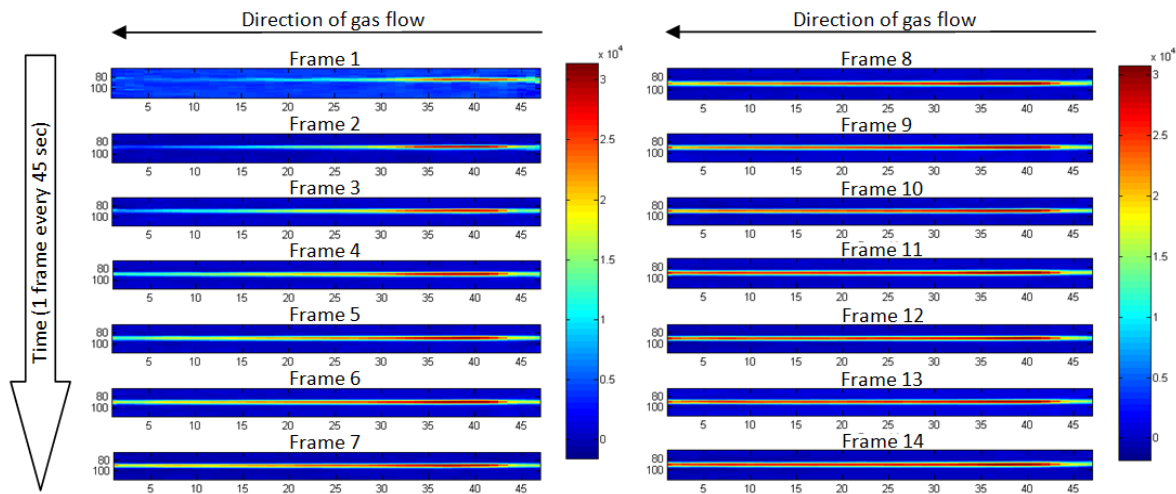 Direction of gas flow
Time (1 frame every 45 sec)
Frame 1
80
100
5 10 15 20 25 30 35 40 45
Frame 2
80
100
5 10 15 20 25 30 35 40 45
Frame 3
80
100
5 10 15 20 25 30 35 40 45
Frame 4
80
100
5 10 15 20 25 30 35 40 45
Frame 5
80
100
5 10 15 20 25 30 35 40 45
Frame 6
80
100
5 10 15 20 25 30 35 40 45
Frame 7
80
100
5 10 15 20 25 30 35 40 45
x 10⁴
3
2.5
2
1.5
1
0.5
0
Direction of gas flow
Frame 8
80
100
5 10 15 20 25 30 35 40 45
Frame 9
80
100
5 10 15 20 25 30 35 40 45
Frame 10
80
100
5 10 15 20 25 30 35 40 45
Frame 11
80
100
5 10 15 20 25 30 35 40 45
Frame 12
80
100
5 10 15 20 25 30 35 40 45
Frame 13
80
100
5 10 15 20 25 30 35 40 45
Frame 14
80
100
5 10 15 20 25 30 35 40 45
x 10⁴
3
2.5
2
1.5
1
0.5
0